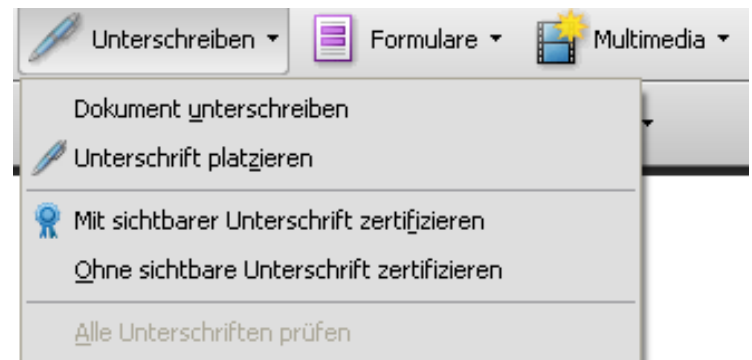 Unterschreiben Formulare Multimedia
Dokument unterschreiben
Unterschrift platzieren
Mit sichtbarer Unterschrift zertifizieren
Ohne sichtbare Unterschrift zertifizieren
Alle Unterschriften prüfen